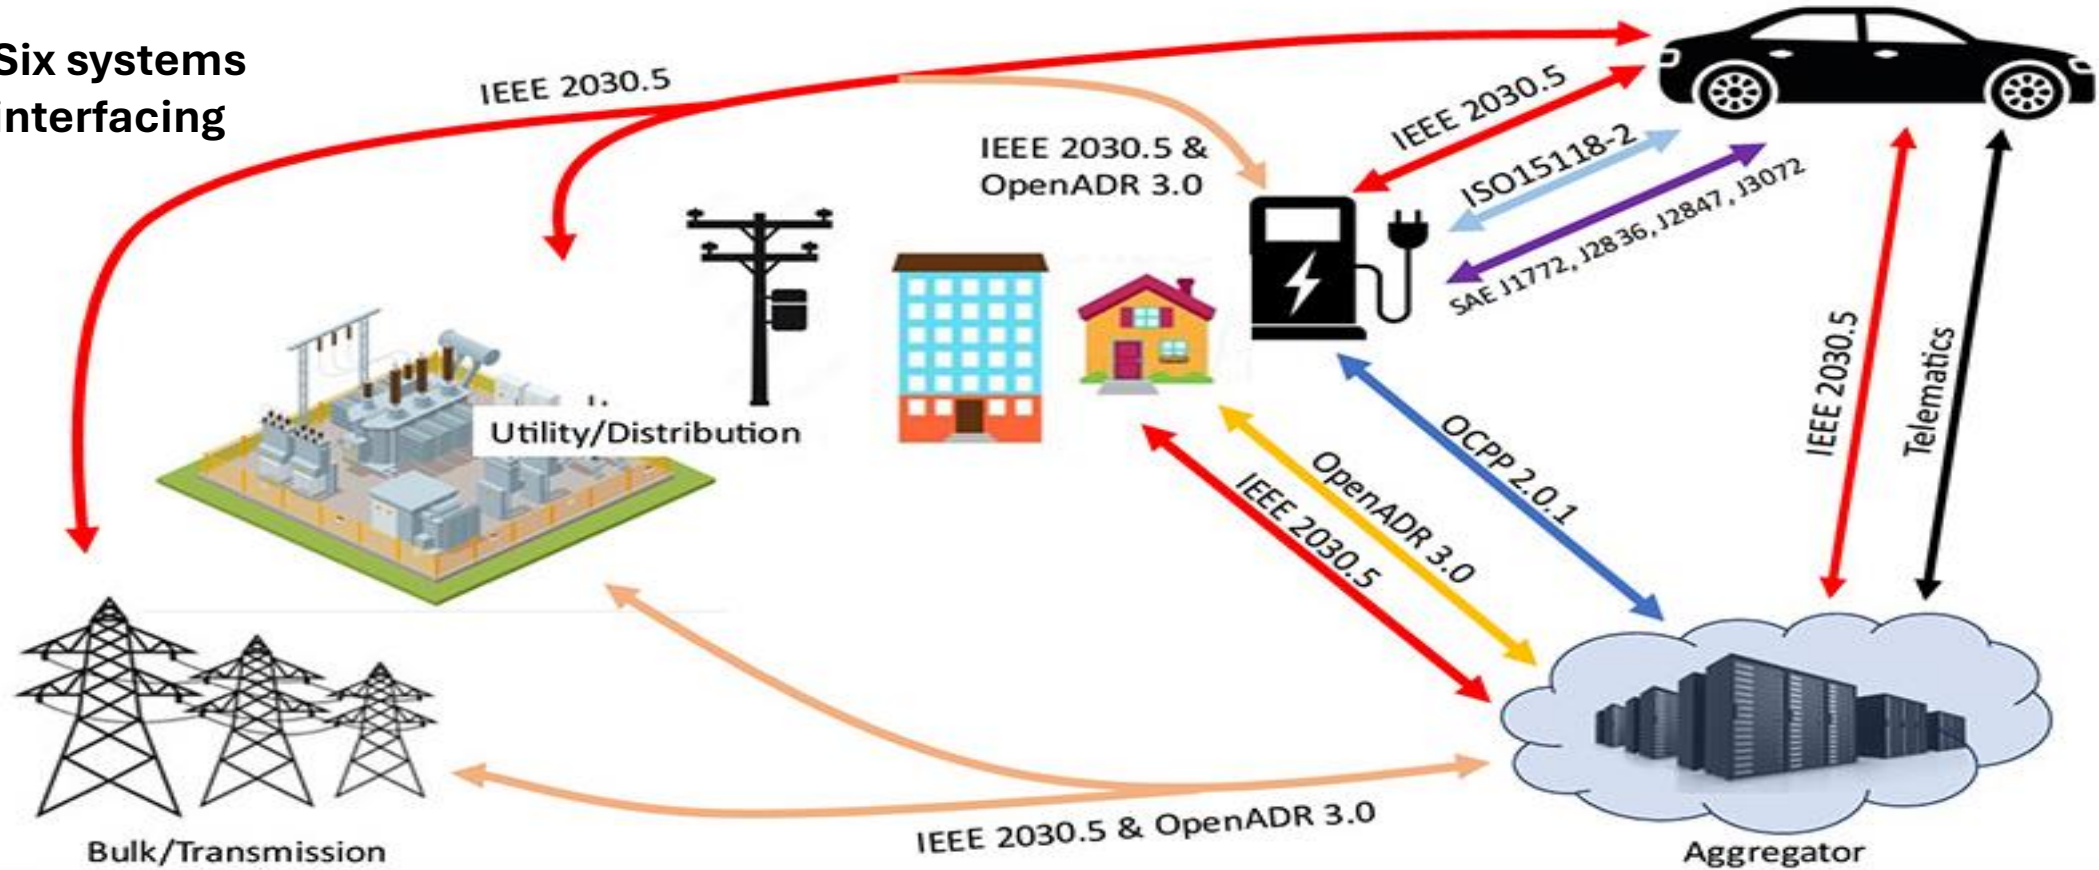 Six systems
interfacing
IEEE 2030.5
IEEE 2030.5 &
OpenADR 3.0
IEEE 2030.5
ISO15118-2
SAE J1772, J2836, J2847, J3072
Utility/Distribution
OCPP 2.0.1
OpenADR 3.0
IEEE 2030.5
IEEE 2030.5
Telematics
IEEE 2030.5 & OpenADR 3.0
Bulk/Transmission
Aggregator